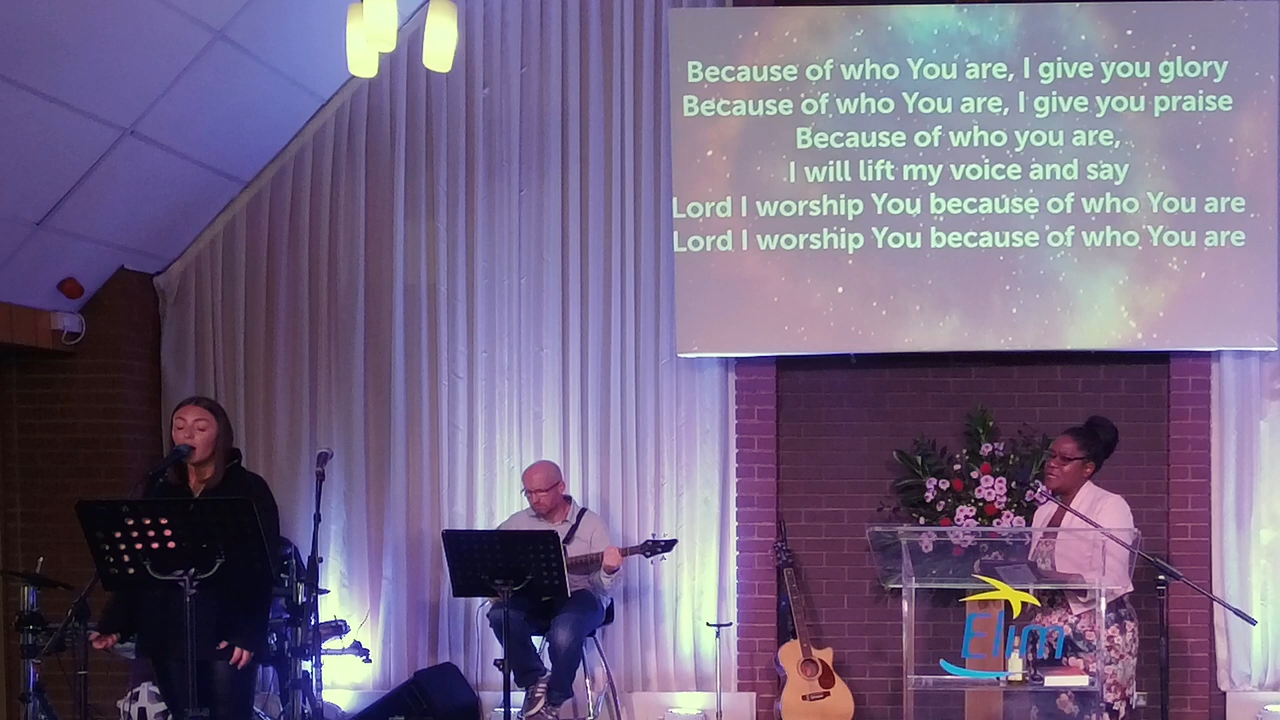 Because of who You are, I give you glory
Because of who You are, I give you praise
Because of who you are,
I will lift my voice and say
Lord I worship You because of who You are
Lord I worship You because of who You are
Elim